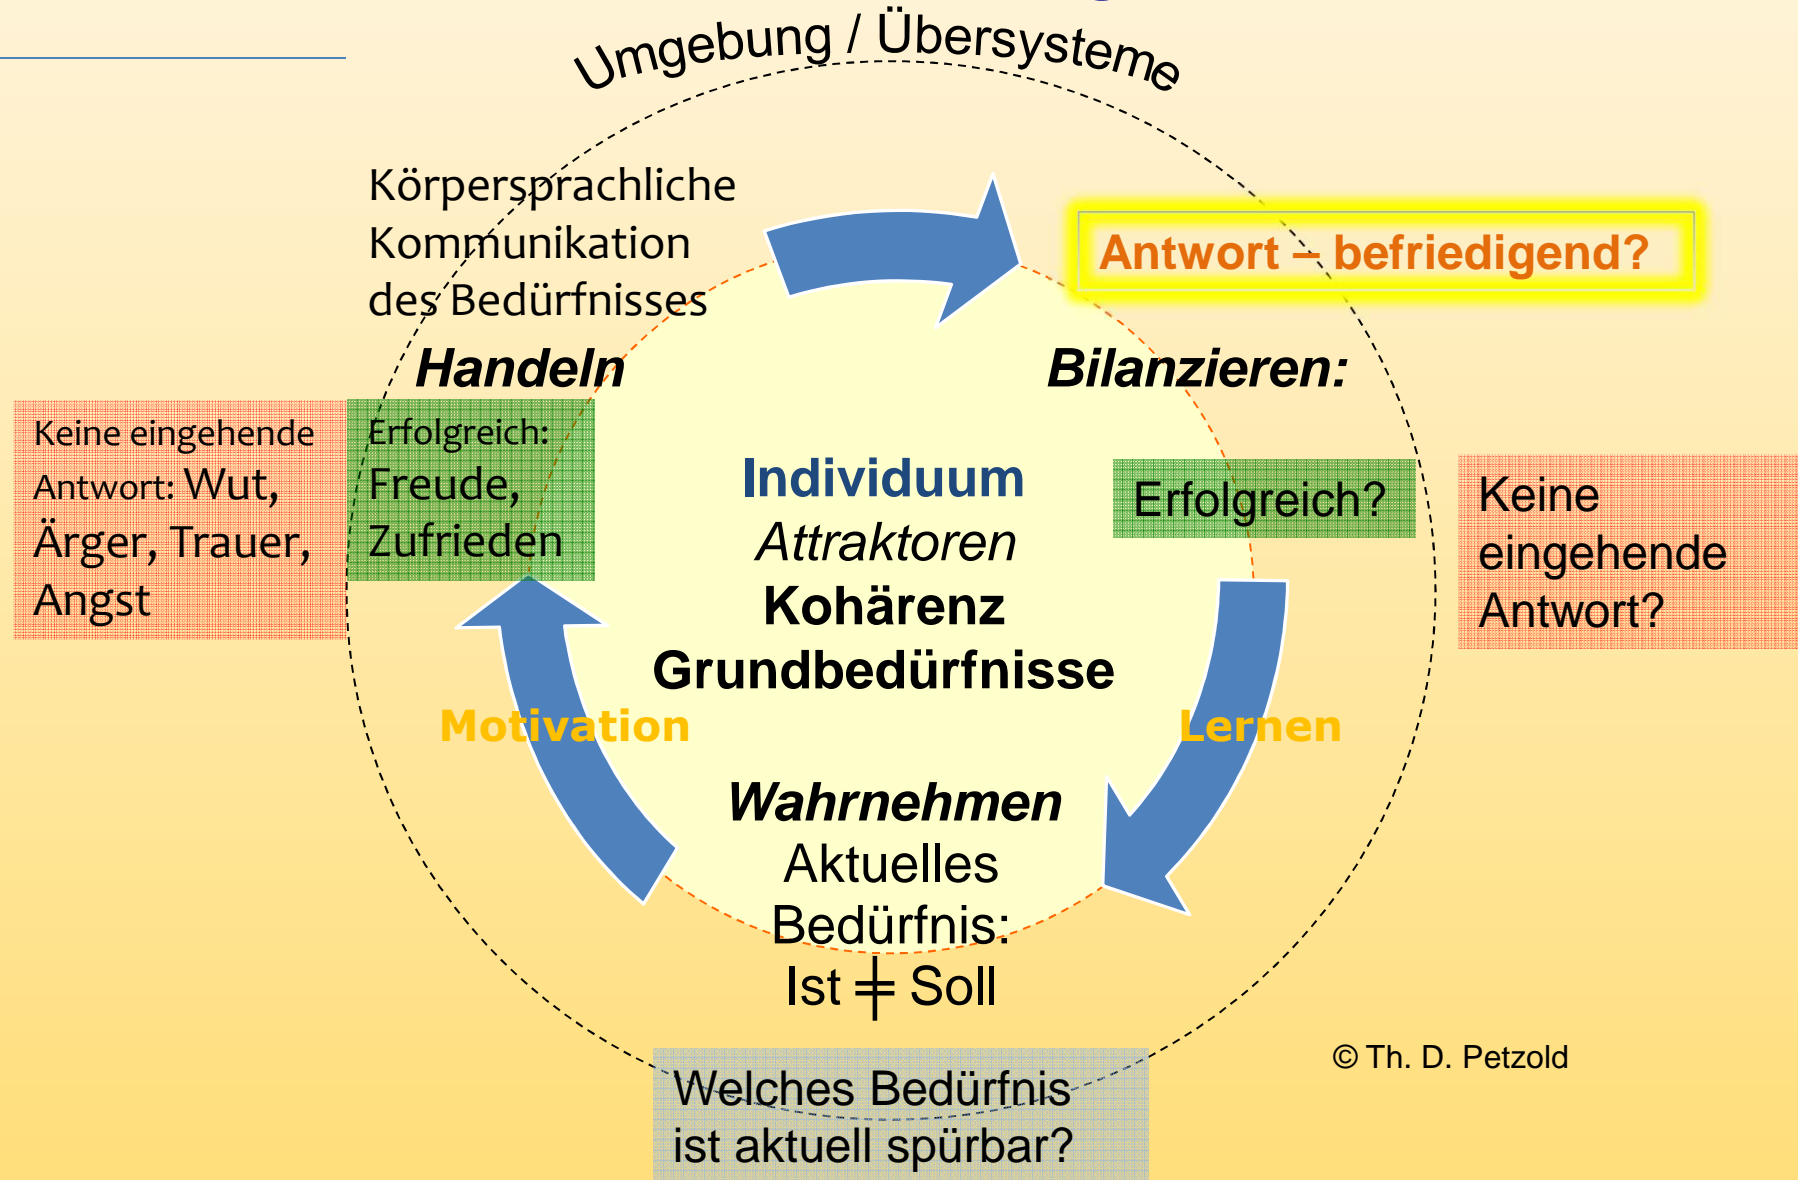 Umgebung / Übersysteme
Körpersprachliche
Kommunikation
des Bedürfnisses
Handeln
Antwort – befriedigend?
Bilanzieren:
Keine eingehende
Antwort: Wut,
Ärger, Trauer,
Angst
Erfolgreich:
Freude,
Zufrieden
Individuum
Attraktoren
Kohärenz
Grundbedürfnisse
Erfolgreich?
Keine
eingehende
Antwort?
Motivation
Lernen
Wahrnehmen
Aktuelles
Bedürfnis:
Ist ǂ Soll
Welches Bedürfnis
ist aktuell spürbar?
© Th. D. Petzold